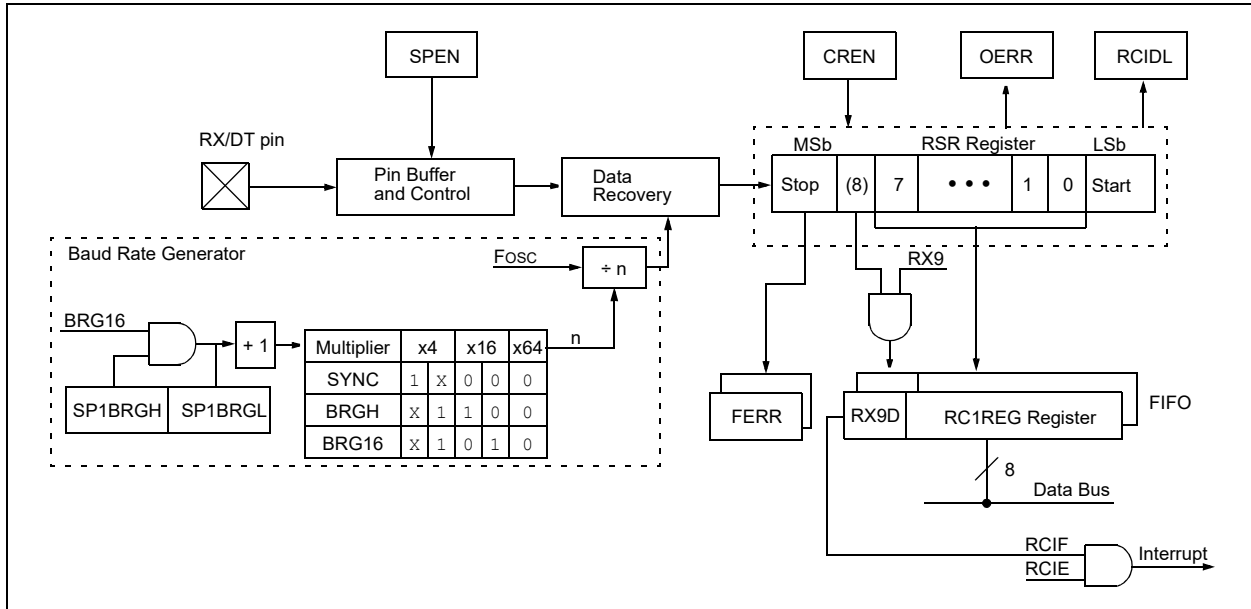 SPEN
CREN
OERR
RCIDL
RX/DT pin
Pin Buffer
and Control
Data
Recovery
MSb RSR Register LSb
Stop (8) 7 • • • 1 0 Start
Baud Rate Generator
FOSC
÷ n
RX9
BRG16
+ 1
n
Multiplier x4 x16 x64
SYNC 1 X 0 0 0
BRGH X 1 1 0 0
BRG16 X 1 0 1 0
SP1BRGH SP1BRGL
FERR
RX9D RC1REG Register
FIFO
8
Data Bus
RCIF
RCIE
Interrupt